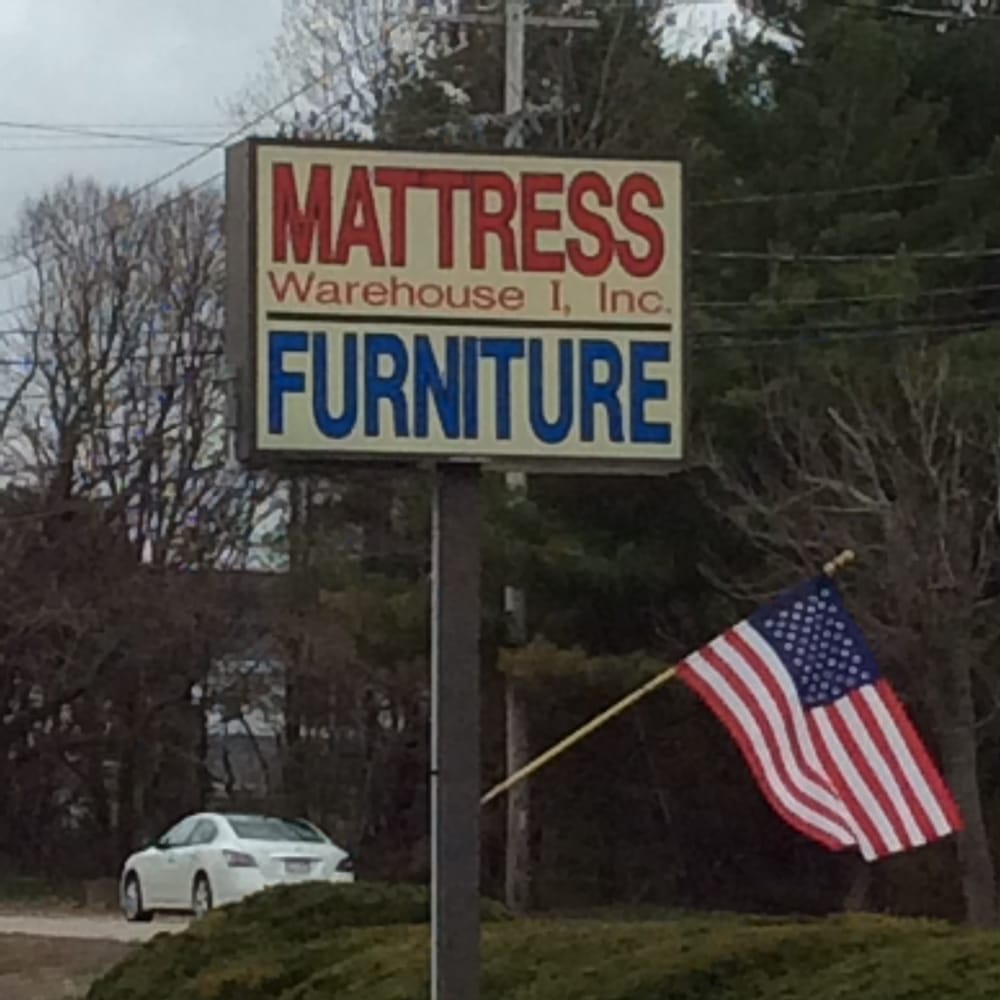 MATTRESS
Warehouse I, Inc.
FURNITURE